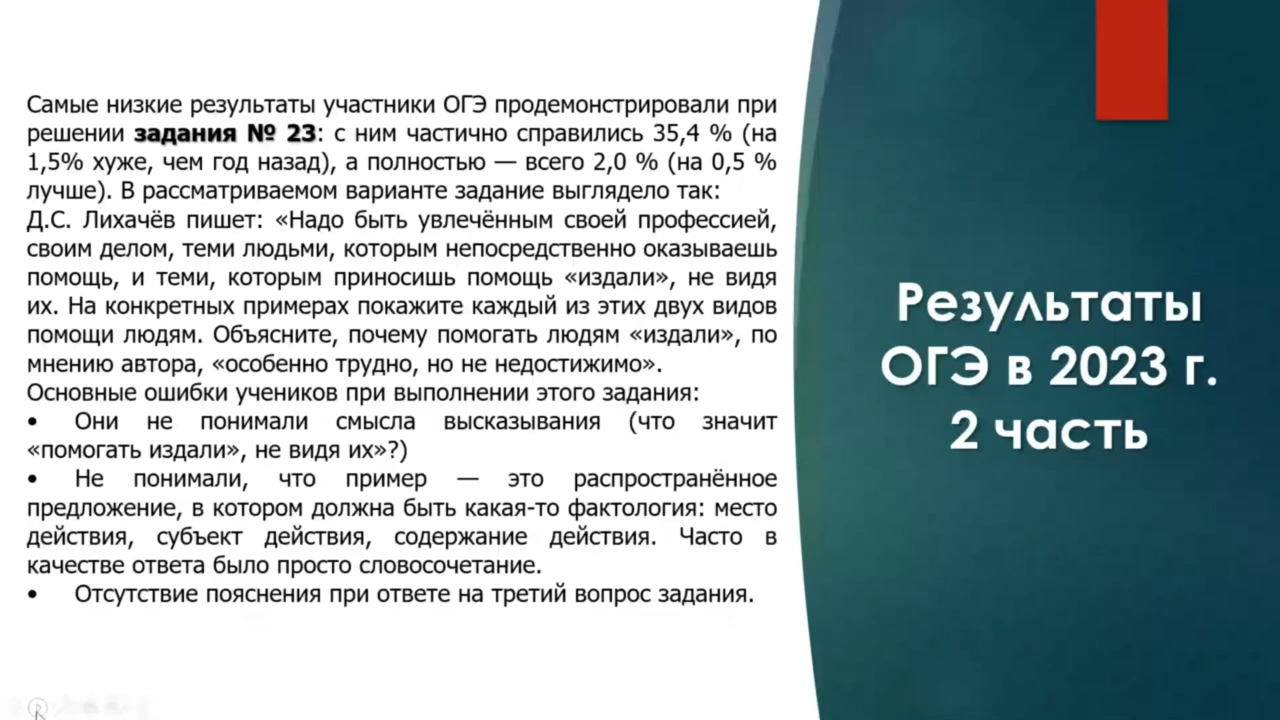 Самые низкие результаты участники ОГЭ продемонстрировали при
решении задания № 23: с ним частично справились 35,4 % (на
1,5% хуже, чем год назад), а полностью — всего 2,0 % (на 0,5 %
лучше). В рассматриваемом варианте задание выглядело так:
Д.С. Лихачёв пишет: «Надо быть увлечённым своей профессией,
своим делом, теми людьми, которым непосредственно оказываешь
помощь, и теми, которым приносишь помощь «издали», не видя
их. На конкретных примерах покажите каждый из этих двух видов
помощи людям. Объясните, почему помогать людям «издали», по
мнению автора, «особенно трудно, но не недостижимо».
Основные ошибки учеников при выполнении этого задания:
• Они не понимали смысла высказывания (что значит
«помогать издали», не видя их»?)
• Не понимали, что пример — это распространённое
предложение, в котором должна быть какая-то фактология: место
действия, субъект действия, содержание действия. Часто в
качестве ответа было просто словосочетание.
• Отсутствие пояснения при ответе на третий вопрос задания.
Результаты
ОГЭ в 2023 г.
2 часть